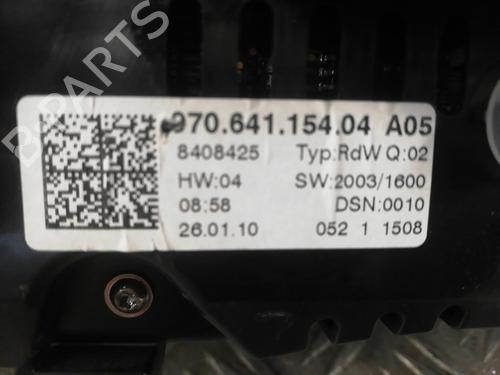 B-PARTS
970.641.154.04 A05
8408425 Typ:RdW Q:02
HW:04 SW:2003/1600
08:58 DSN:0010
26.01.10 052 1 1508